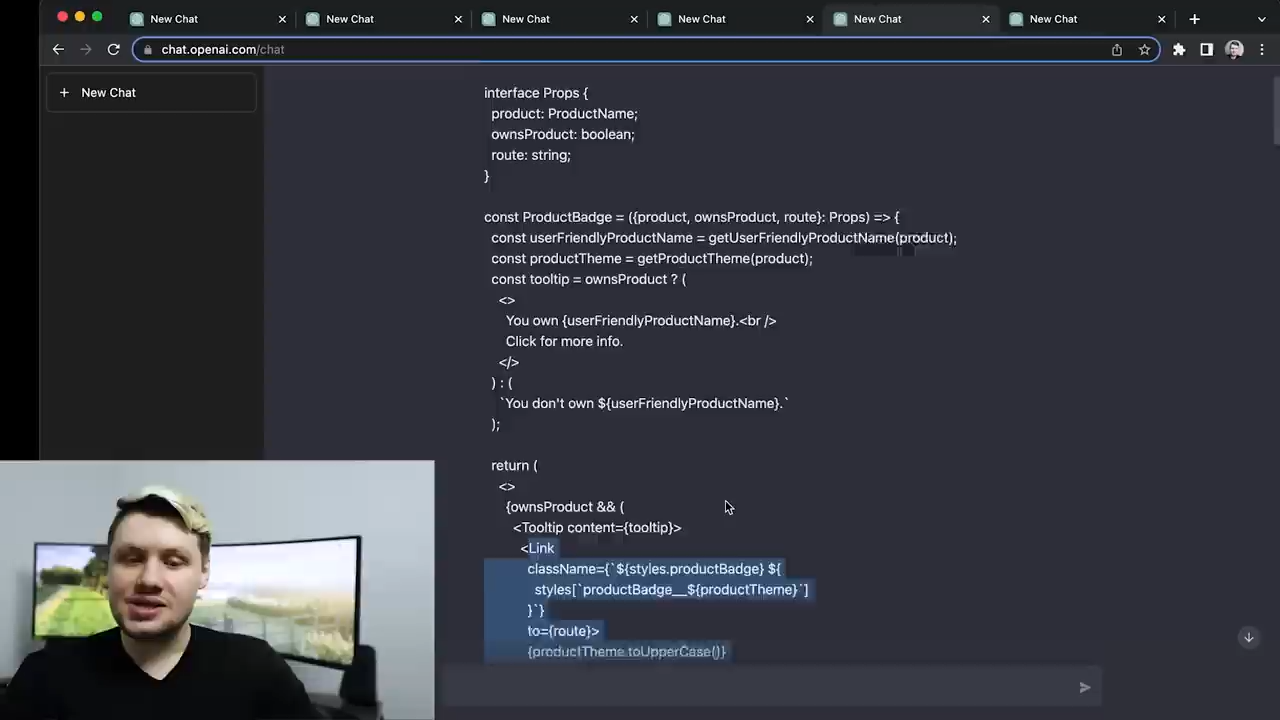 New Chat
New Chat
New Chat
New Chat
New Chat
New Chat
chat.openai.com/chat
New Chat
interface Props {
product: ProductName;
ownsProduct: boolean;
route: string;
}
const ProductBadge = ({product, ownsProduct, route}: Props) => {
const userFriendlyProductName = getUserFriendlyProductName(product);
const productTheme = getProductTheme(product);
const tooltip = ownsProduct ? (
<>
You own {userFriendlyProductName}.<br />
Click for more info.
</>
) : (
`You don't own ${userFriendlyProductName}.`
);
return (
<>
{ownsProduct && (
<Tooltip content={tooltip}>
<Link
className={`${styles.productBadge} ${
styles[`productBadge__${productTheme}`]
}`}
to={route}>
{productTheme.toUpperCase()}